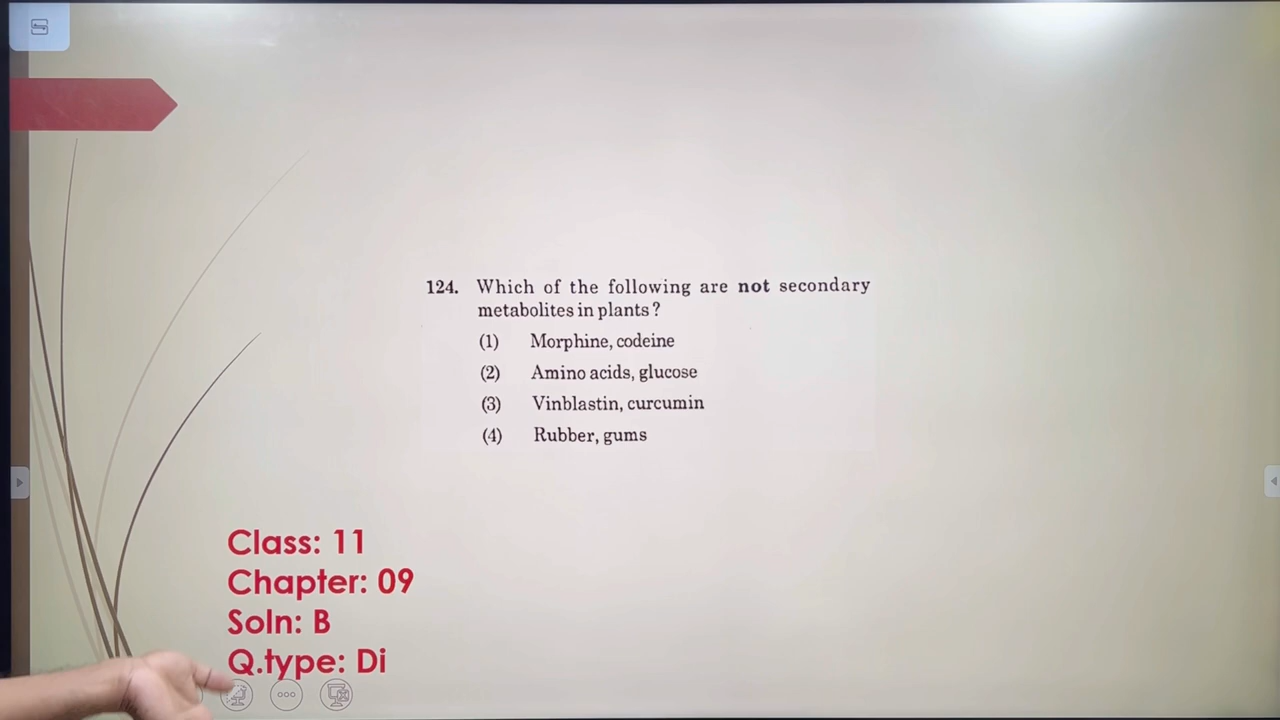 124. Which of the following are not secondary
metabolites in plants?
(1) Morphine, codeine
(2) Amino acids, glucose
(3) Vinblastin, curcumin
(4) Rubber, gums
Class: 11
Chapter: 09
Soln: B
Q.type: Di